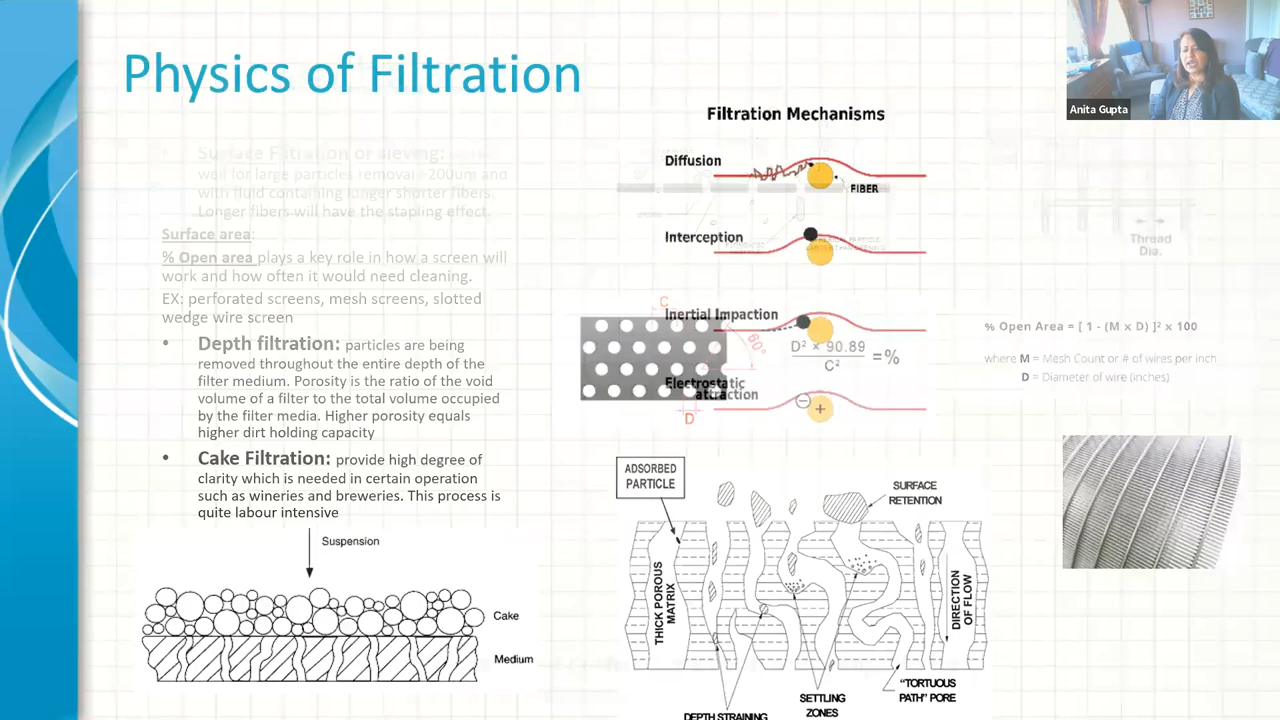 Physics of Filtration
Anita Gupta
Surface Filtration or sieving:
well for large particles removal >200um and
with fluid containing longer shorter fibers.
Longer fibers will have the stapling effect.
Surface area:
% Open area plays a key role in how a screen will
work and how often it would need cleaning.
EX: perforated screens, mesh screens, slotted
wedge wire screen
• Depth filtration: particles are being
removed throughout the entire depth of the
filter medium. Porosity is the ratio of the void
volume of a filter to the total volume occupied
by the filter media. Higher porosity equals
higher dirt holding capacity
• Cake Filtration: provide high degree of
clarity which is needed in certain operation
such as wineries and breweries. This process is
quite labour intensive
Suspension
Cake
Medium
Filtration Mechanisms
Diffusion
FIBER
Interception
Inertial Impaction
Electrostatic
attraction
C
60°
D
D² × 90.89
C²
= %
Thread
Dia.
% Open Area = [ 1 - (M x D) ]² x 100
where M = Mesh Count or # of wires per inch
D = Diameter of wire (inches)
ADSORBED
PARTICLE
SURFACE
RETENTION
THICK POROUS
MATRIX
DIRECTION
OF FLOW
DEPTH STRAINING
SETTLING
ZONES
"TORTUOUS
PATH" PORE